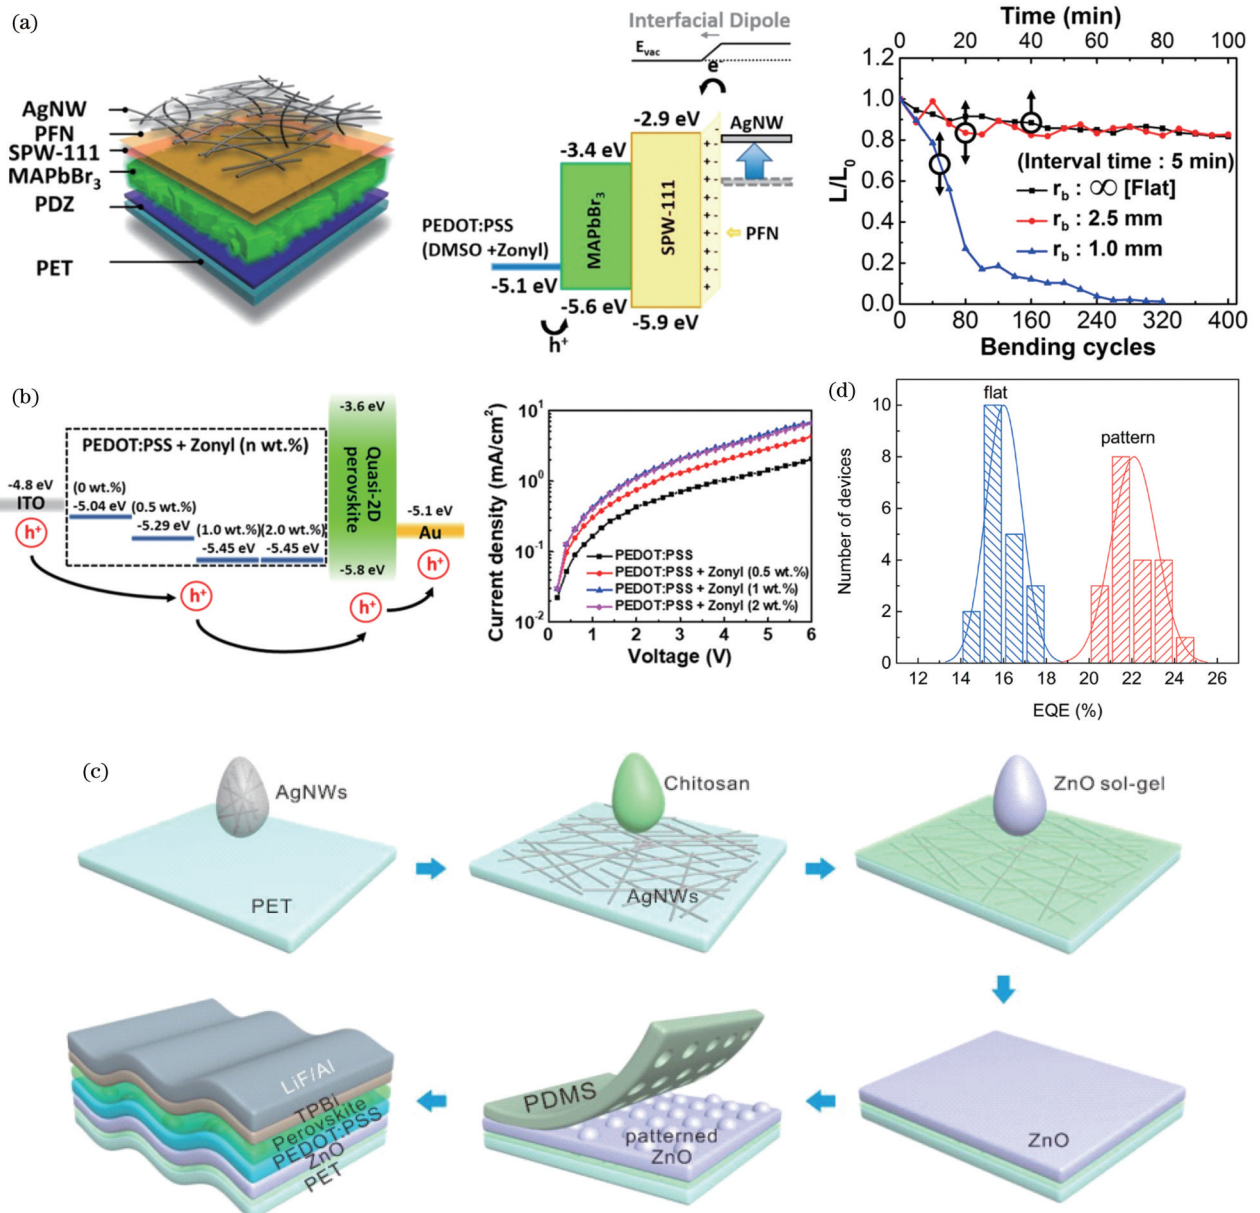 (a)
AgNW
PFN
SPW-111
MAPbBr3
PDZ
PET
Interfacial Dipole
Evac
e-
-2.9 eV
AgNW
-3.4 eV
PEDOT:PSS
(DMSO +Zonyl)
MAPbBr3
SPW-111
+ -
+ -
+ -
+ -
+ -
+ -
+ -
+ -
PFN
-5.1 eV
-5.6 eV
-5.9 eV
h+
Time (min)
0 20 40 60 80 100
L/L0
1.0
0.8
0.6
0.4
0.2
0.0
(Interval time : 5 min)
rb : ∞ [Flat]
rb : 2.5 mm
rb : 1.0 mm
0 80 160 240 320 400
Bending cycles
(b)
-3.6 eV
PEDOT:PSS + Zonyl (n wt.%)
-4.8 eV
ITO
(0 wt.%)
-5.04 eV
(0.5 wt.%)
-5.29 eV
(1.0 wt.%) (2.0 wt.%)
-5.45 eV -5.45 eV
Quasi-2D
perovskite
-5.1 eV
Au
-5.8 eV
h+
h+
h+
h+
Current density (mA/cm2)
10^1
10^0
10^-1
10^-2
PEDOT:PSS
PEDOT:PSS + Zonyl (0.5 wt.%)
PEDOT:PSS + Zonyl (1 wt.%)
PEDOT:PSS + Zonyl (2 wt.%)
0 1 2 3 4 5 6
Voltage (V)
(d)
flat
pattern
Number of devices
10
8
6
4
2
0
12 14 16 18 20 22 24 26
EQE (%)
(c)
AgNWs
PET
Chitosan
AgNWs
ZnO sol-gel
LiF/Al
TPBi
Perovskite
PEDOT:PSS
ZnO
PET
PDMS
patterned
ZnO
ZnO